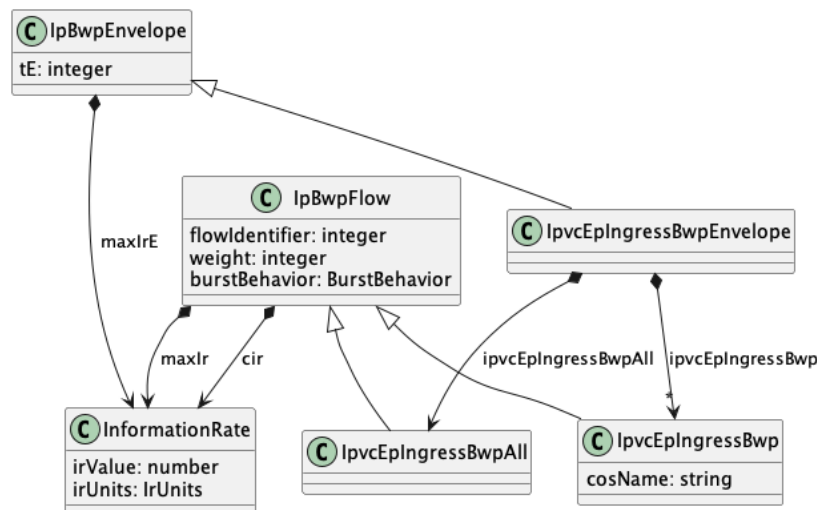 C IpBwpEnvelope
tE: integer
C IpBwpFlow
flowIdentifier: integer
weight: integer
burstBehavior: BurstBehavior
C IpvcEpIngressBwpEnvelope
maxIrE
maxIr
cir
ipvcEpIngressBwpAll
ipvcEpIngressBwp
*
C InformationRate
irValue: number
irUnits: IrUnits
C IpvcEpIngressBwpAll
C IpvcEpIngressBwp
cosName: string